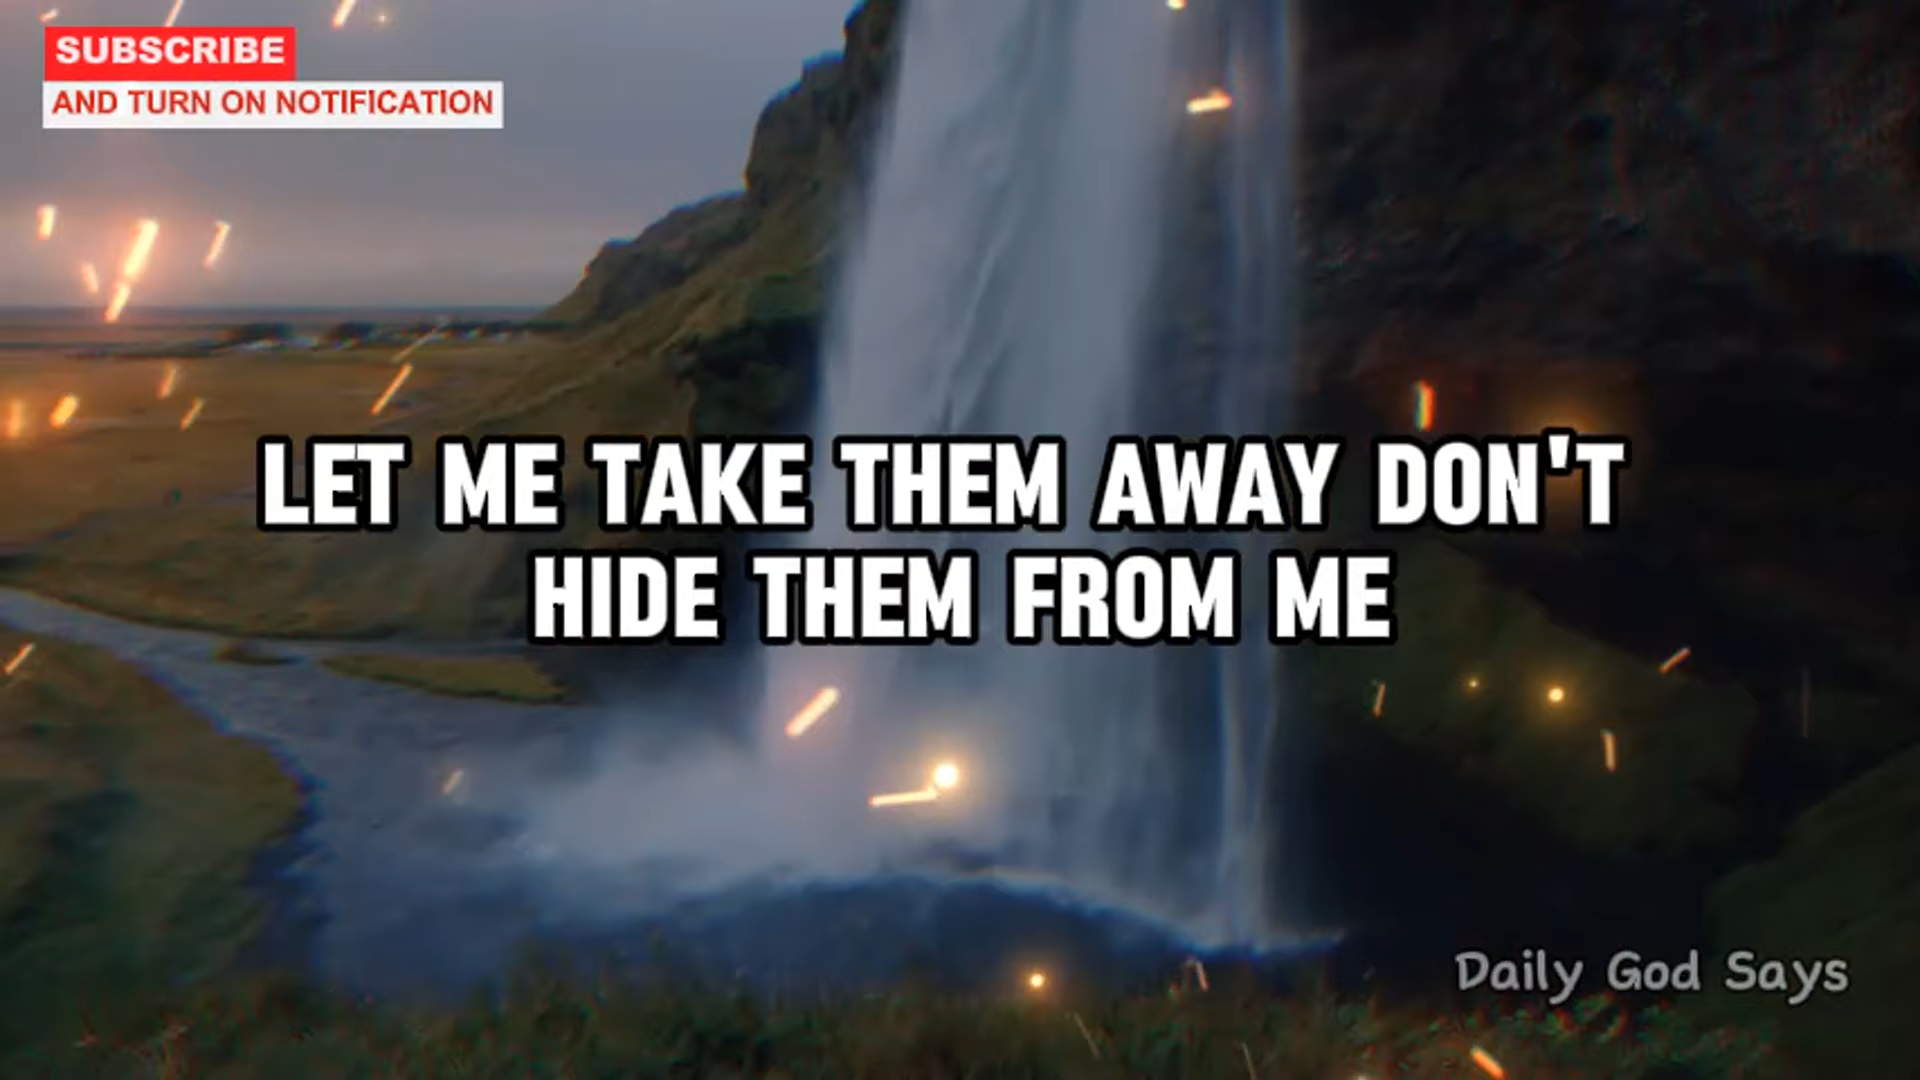 SUBSCRIBE
AND TURN ON NOTIFICATION
LET ME TAKE THEM AWAY DON'T
HIDE THEM FROM ME
Daily God Says